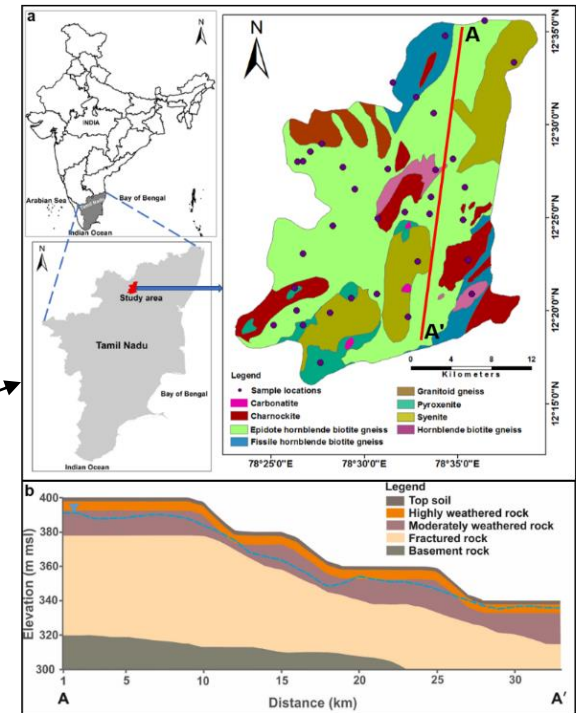 a
N
INDIA
Arabian Sea
Bay of Bengal
Tamil Nadu
Indian Ocean
N
Study area
Tamil Nadu
Bay of Bengal
Indian Ocean
N
A
A'
12°35'0"N
12°30'0"N
12°25'0"N
12°20'0"N
12°15'0"N
0 4 8 12
Kilometers
Legend
Sample locations
Carbonatite
Charnockite
Epidote hornblende biotite gneiss
Fissile hornblende biotite gneiss
Granitoid gneiss
Pyroxenite
Syenite
Hornblende biotite gneiss
78°25'0"E 78°30'0"E 78°35'0"E
b
Legend
Top soil
Highly weathered rock
Moderately weathered rock
Fractured rock
Basement rock
Elevation (m msl)
400
380
360
340
320
300
1 5 10 15 20 25 30
A A'
Distance (km)